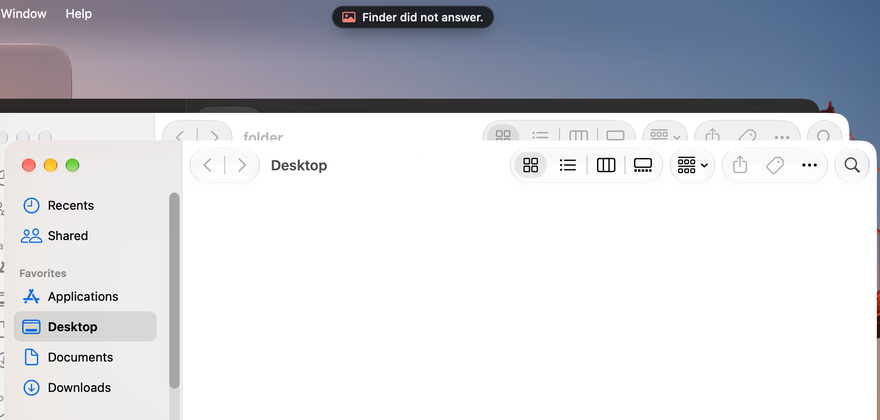 Window Help
Finder did not answer.
folder
Desktop
Recents
Shared
Favorites
Applications
Desktop
Documents
Downloads